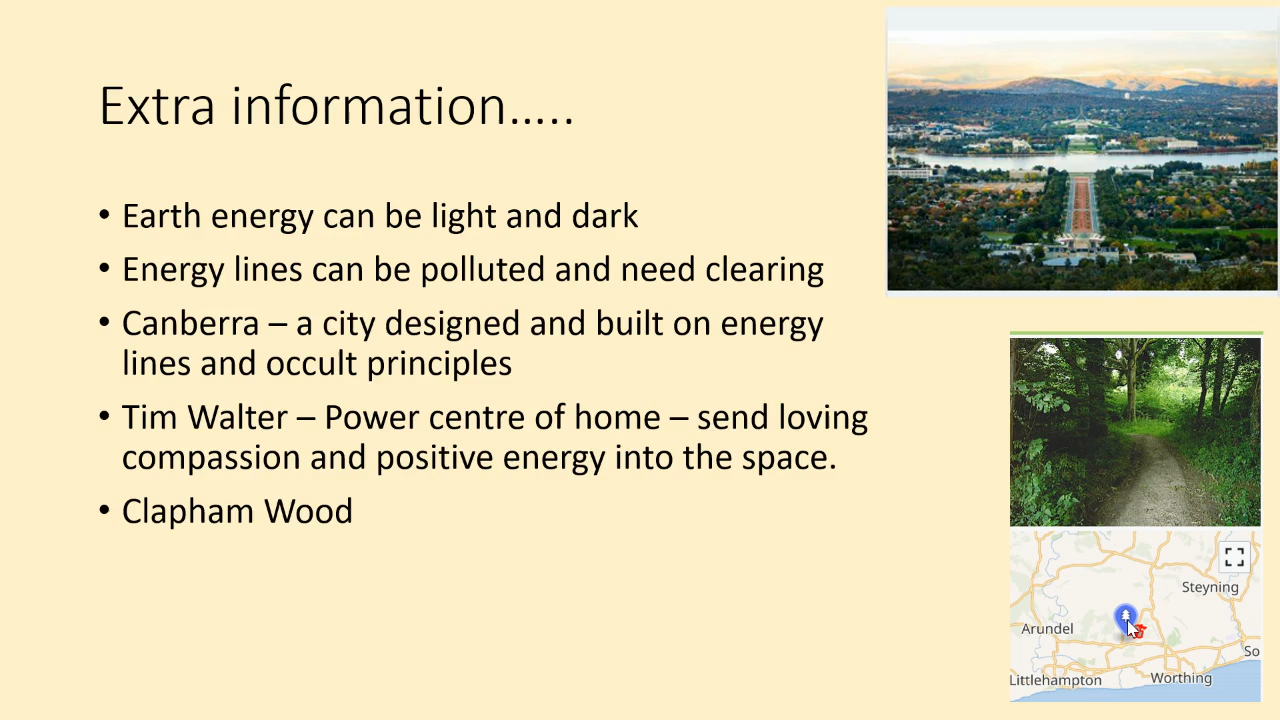 Extra information…..
• Earth energy can be light and dark
• Energy lines can be polluted and need clearing
• Canberra – a city designed and built on energy
lines and occult principles
• Tim Walter – Power centre of home – send loving
compassion and positive energy into the space.
• Clapham Wood
Steyning
Arundel
So
Littlehampton
Worthing